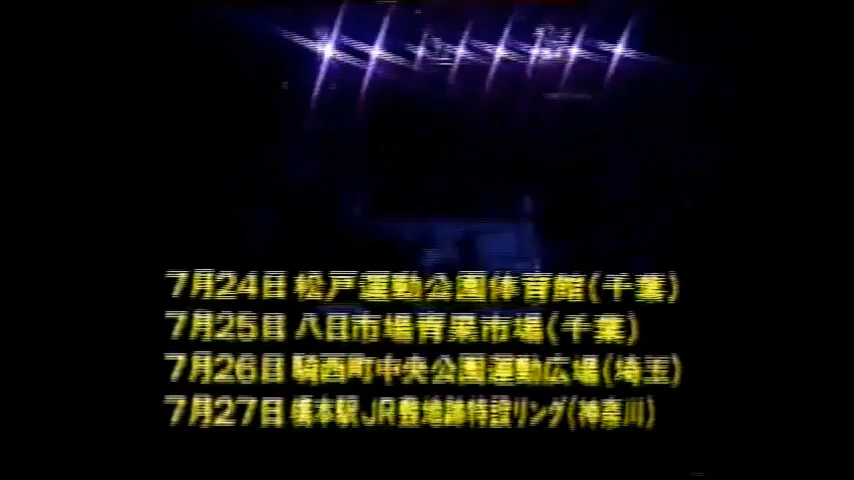 7月24日 松戸運動公園体育館(千葉)
7月25日 八日市場青果市場(千葉)
7月26日 騎西町中央公園運動広場(埼玉)
7月27日 橋本駅JR敷地跡特設リング(神奈川)